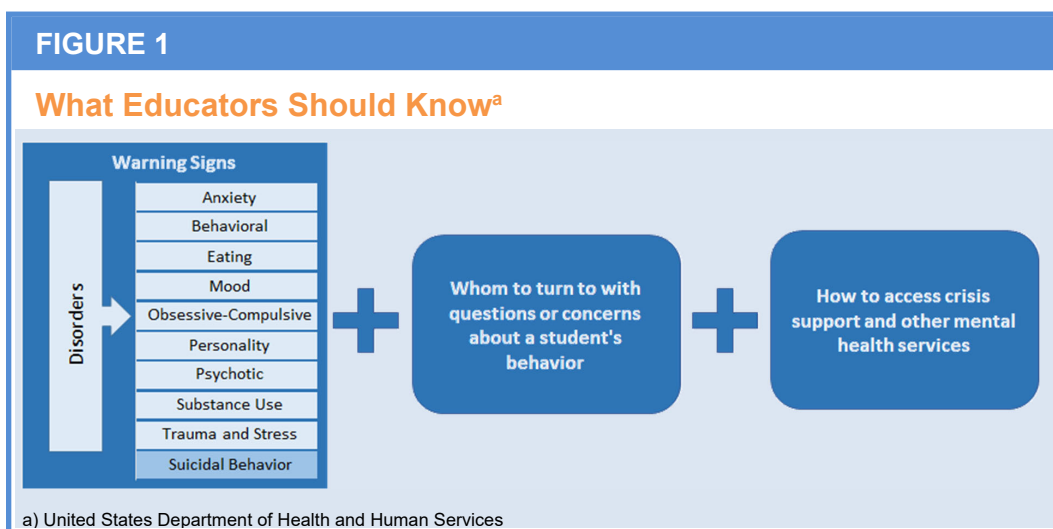 FIGURE 1
What Educators Should Knowᵃ
Warning Signs
Disorders
Anxiety
Behavioral
Eating
Mood
Obsessive-Compulsive
Personality
Psychotic
Substance Use
Trauma and Stress
Suicidal Behavior
Whom to turn to with
questions or concerns
about a student's
behavior
How to access crisis
support and other mental
health services
a) United States Department of Health and Human Services